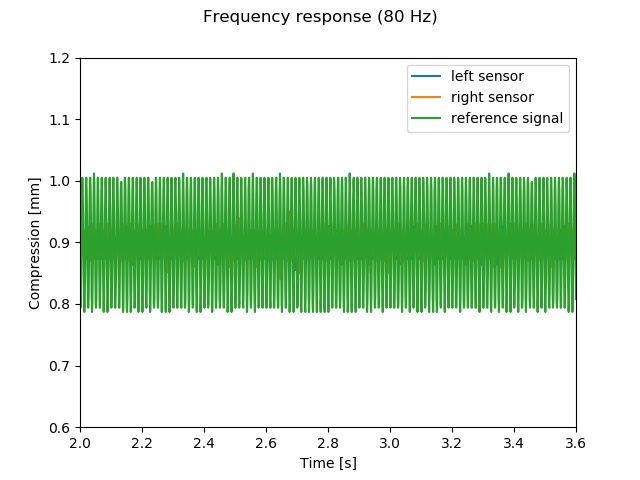 Frequency response (80 Hz)
1.2
1.1
1.0
0.9
0.8
0.7
0.6
Compression [mm]
left sensor
right sensor
reference signal
2.0 2.2 2.4 2.6 2.8 3.0 3.2 3.4 3.6
Time [s]